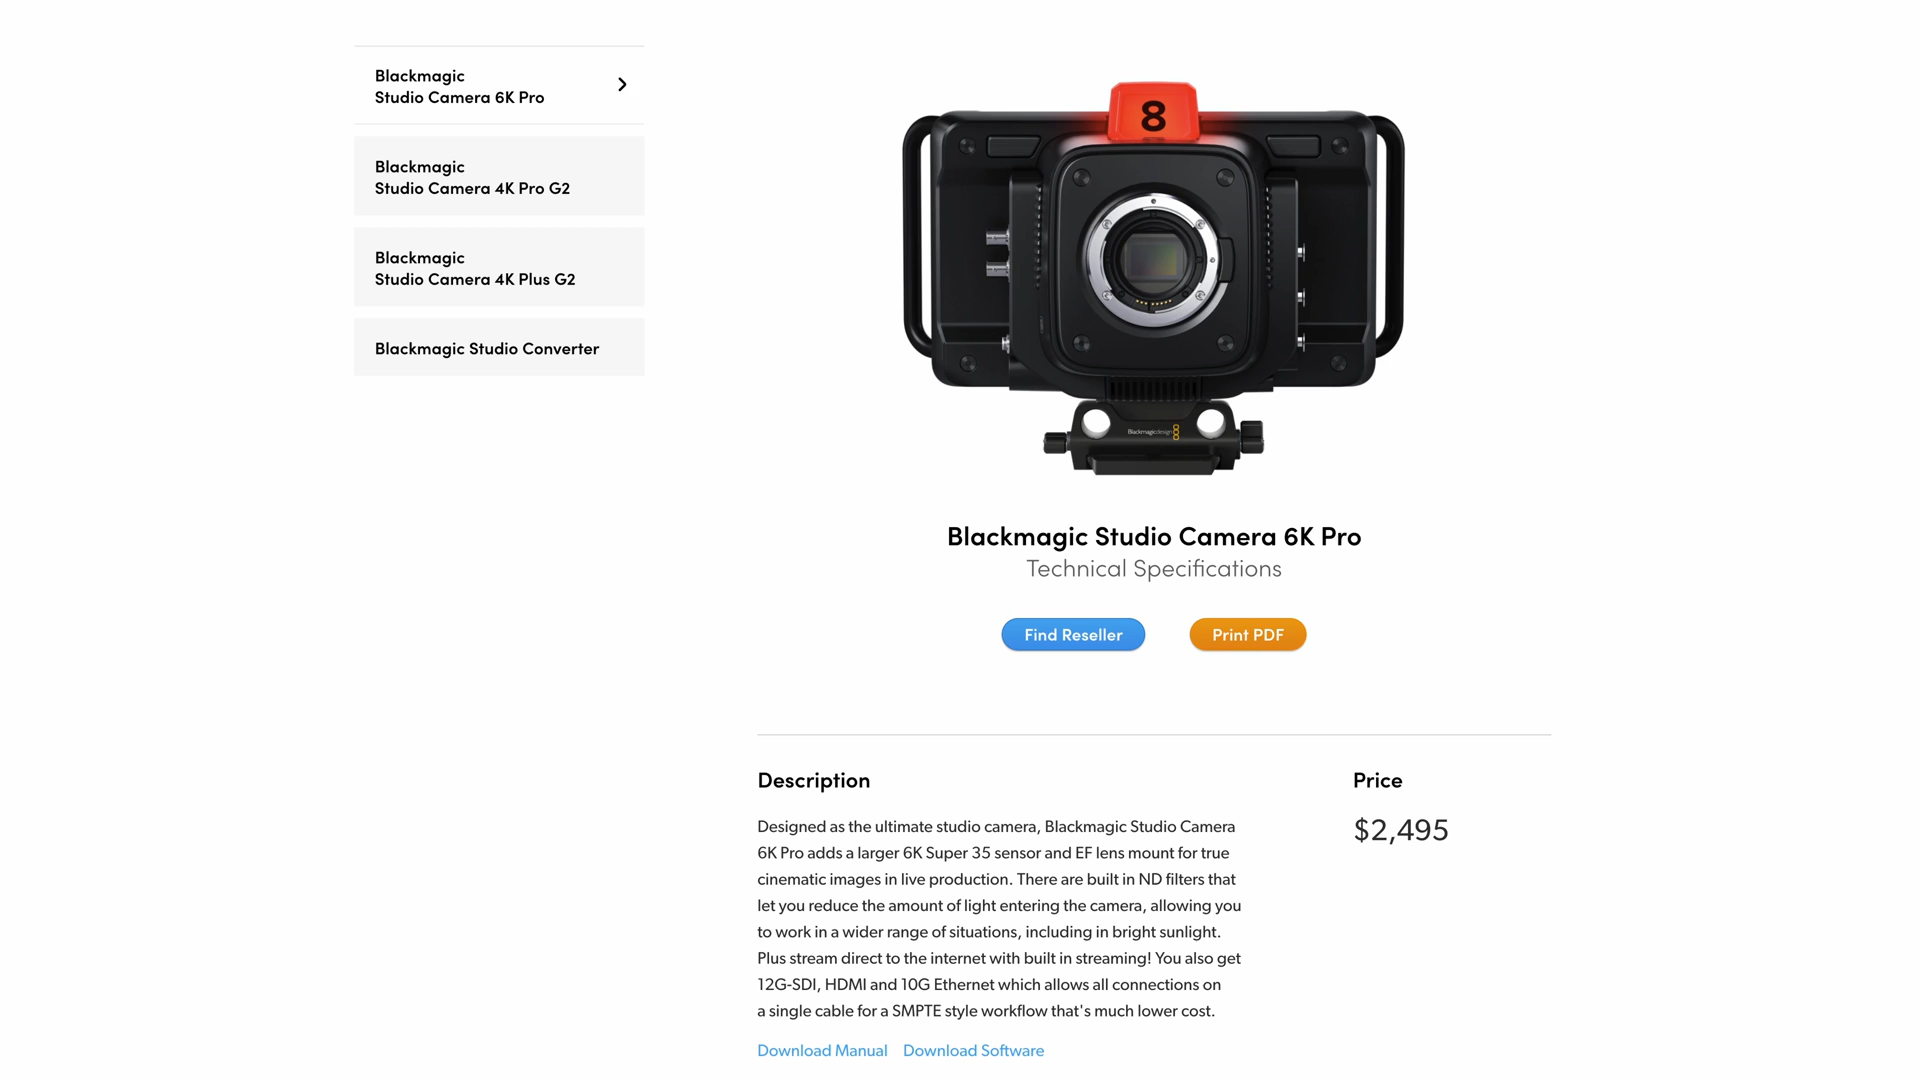 Blackmagic
Studio Camera 6K Pro
Blackmagic
Studio Camera 4K Pro G2
Blackmagic
Studio Camera 4K Plus G2
Blackmagic Studio Converter
8
Blackmagicdesign
Blackmagic Studio Camera 6K Pro
Technical Specifications
Find Reseller
Print PDF
Description
Designed as the ultimate studio camera, Blackmagic Studio Camera
6K Pro adds a larger 6K Super 35 sensor and EF lens mount for true
cinematic images in live production. There are built in ND filters that
let you reduce the amount of light entering the camera, allowing you
to work in a wider range of situations, including in bright sunlight.
Plus stream direct to the internet with built in streaming! You also get
12G-SDI, HDMI and 10G Ethernet which allows all connections on
a single cable for a SMPTE style workflow that's much lower cost.
Download Manual Download Software
Price
$2,495